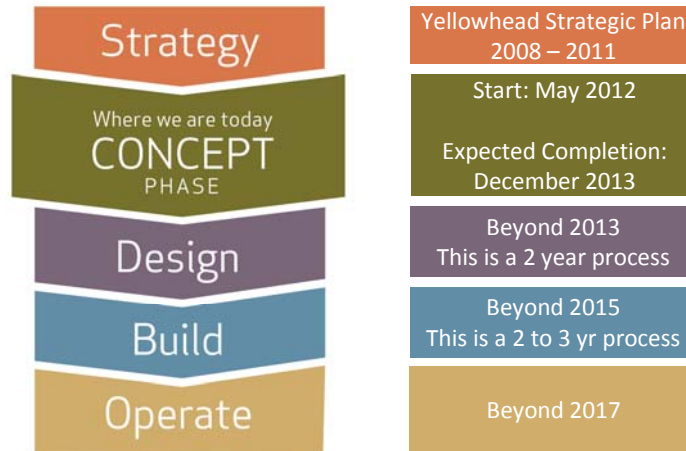 Strategy
Yellowhead Strategic Plan
2008 – 2011
Where we are today
CONCEPT
PHASE
Start: May 2012
Expected Completion:
December 2013
Design
Beyond 2013
This is a 2 year process
Build
Beyond 2015
This is a 2 to 3 yr process
Operate
Beyond 2017